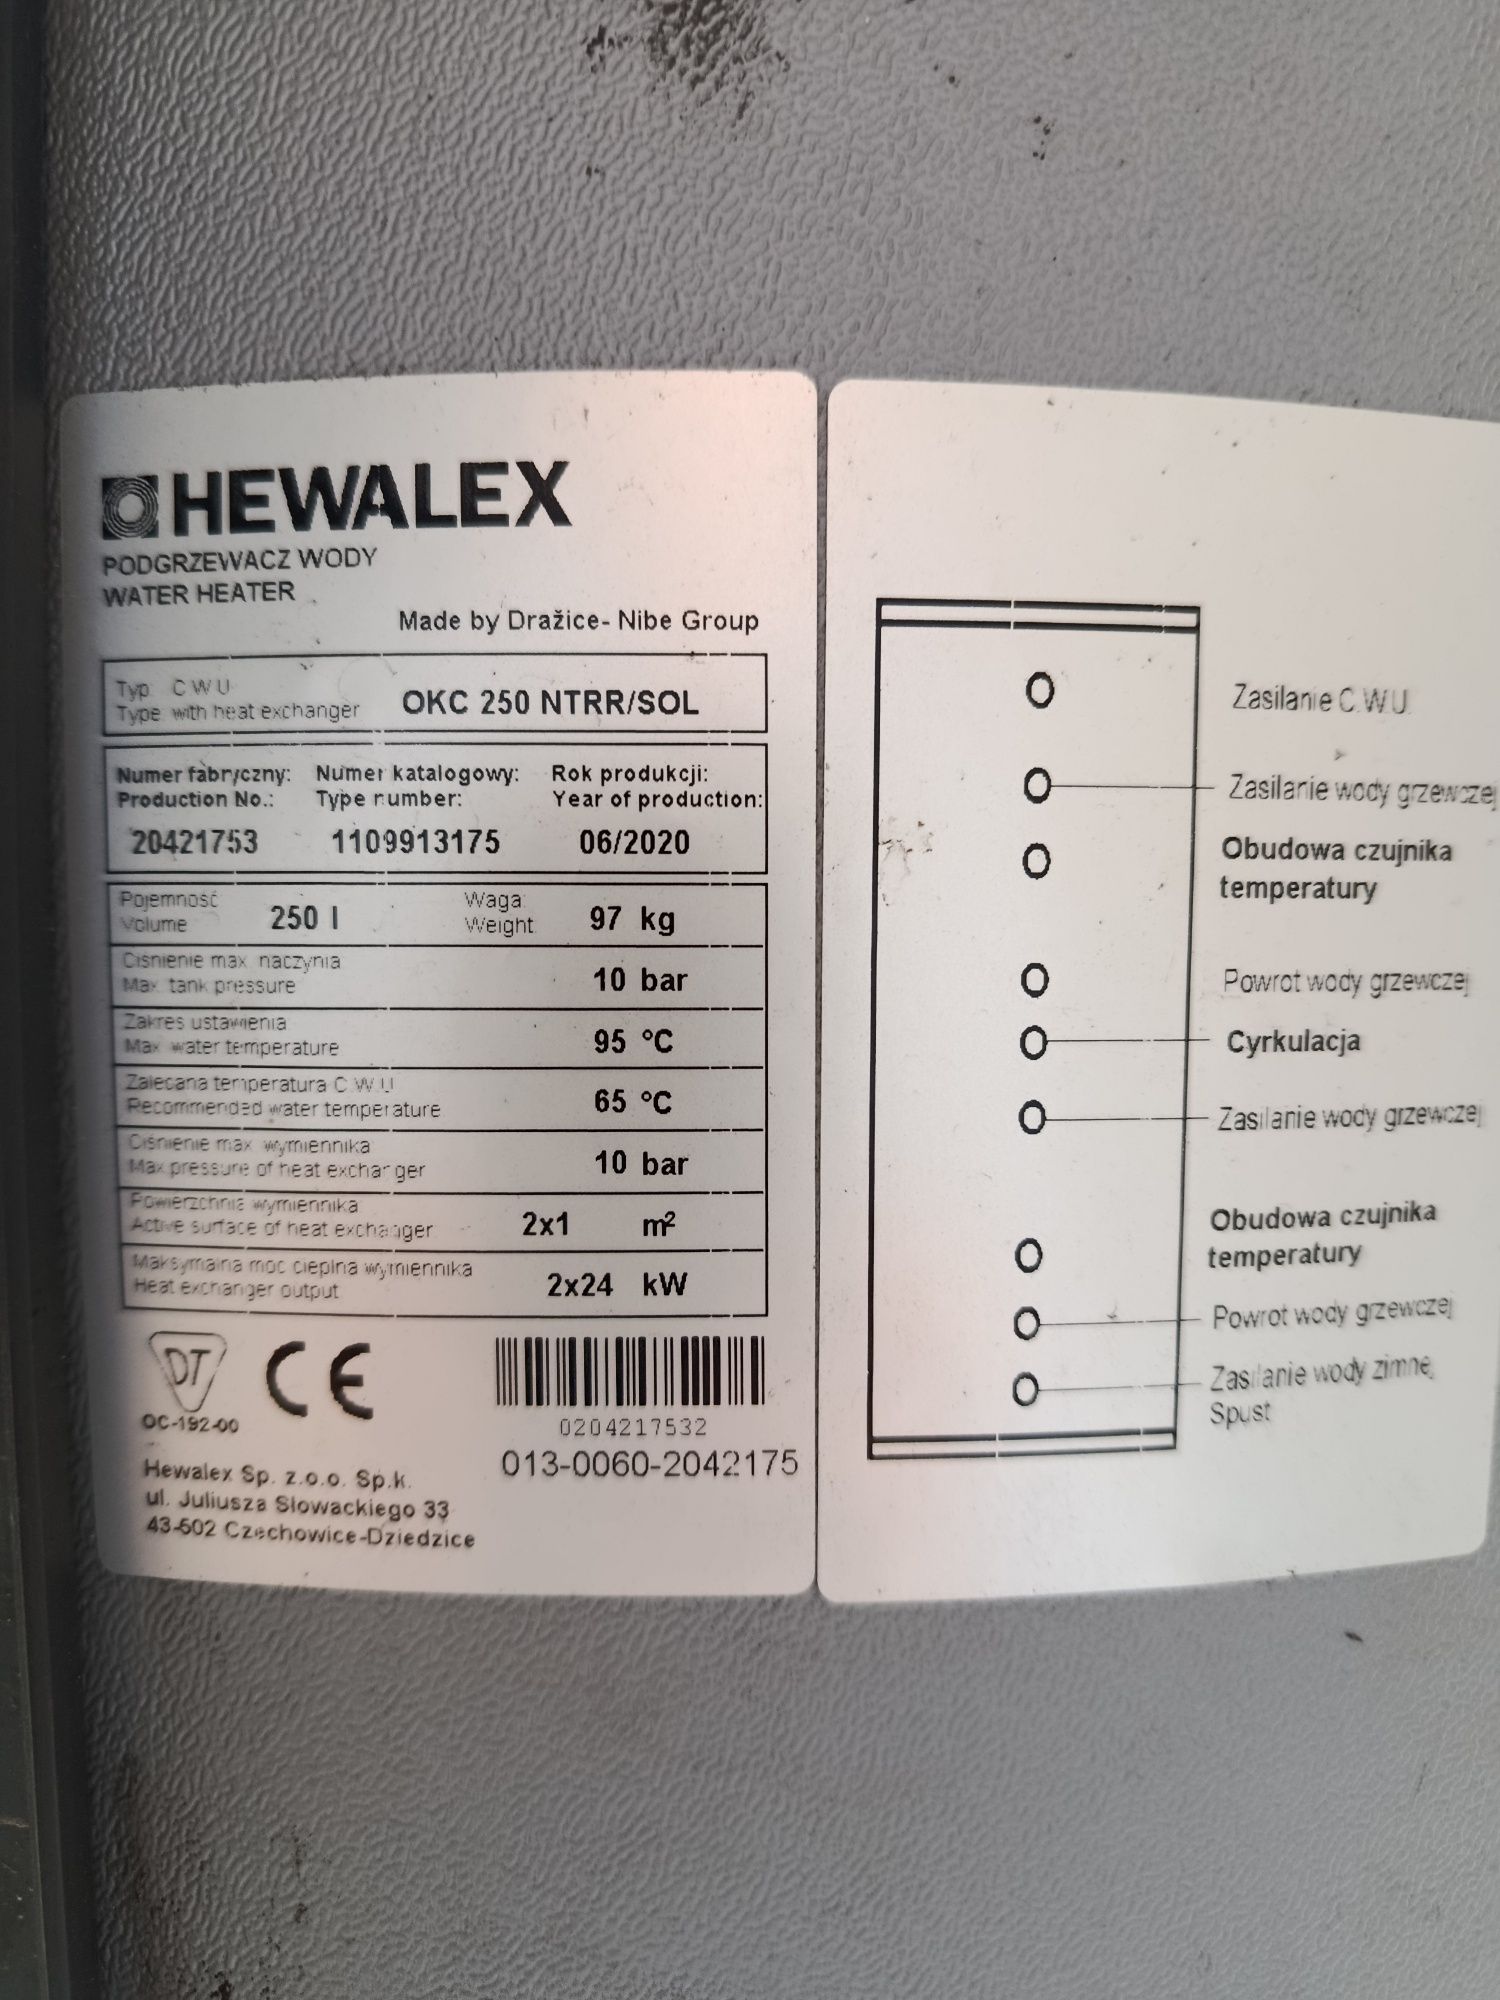 HEWALEX
PODGRZEWACZ WODY
WATER HEATER
Made by Dražice- Nibe Group
Typ C W U
Type with heat exchanger
OKC 250 NTRR/SOL
Numer fabryczny: Numer katalogowy: Rok produkcji:
Production No.: Type number: Year of production:
20421753 1109913175 06/2020
Pojemność
Volume
250 l
Waga
Weight
97 kg
Ciśnienie max naczynia
Max tank pressure
10 bar
Zakres ustawienia
Max water temperature
95 °C
Zalecana temperatura C W U
Recommended water temperature
65 °C
Ciśnienie max wymiennika
Max pressure of heat exchanger
10 bar
Powierzchnia wymiennika
Active surface of heat exchanger
2x1 m²
Maksymalna moc cieplna wymiennika
Heat exchanger output
2x24 kW
DT
OC-192-00
CE
0204217532
013-0060-2042175
Hewalex Sp. z.o.o. Sp.k.
ul. Juliusza Słowackiego 33
43-502 Czechowice-Dziedzice
Zasilanie C.W.U.
Zasilanie wody grzewczej
Obudowa czujnika
temperatury
Powrot wody grzewczej
Cyrkulacja
Zasilanie wody grzewczej
Obudowa czujnika
temperatury
Powrot wody grzewczej
Zasilanie wody zimnej
Spust